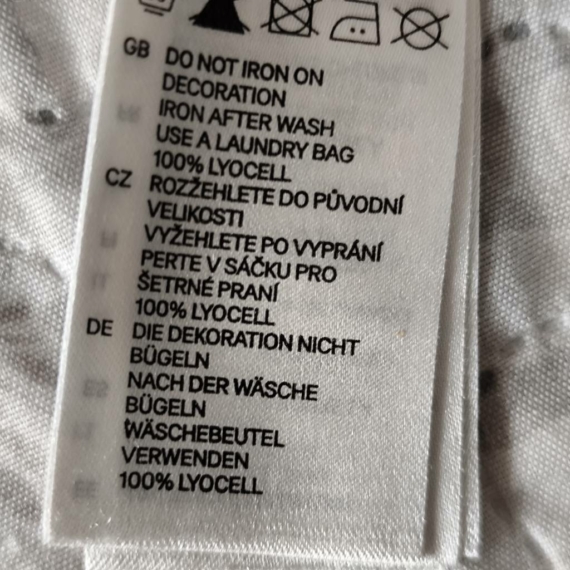 GB DO NOT IRON ON
DECORATION
IRON AFTER WASH
USE A LAUNDRY BAG
100% LYOCELL
CZ ROZŽEHLETE DO PŮVODNÍ
VELIKOSTI
VYŽEHLETE PO VYPRÁNÍ
PERTE V SÁČKU PRO
ŠETRNÉ PRANÍ
100% LYOCELL
DE DIE DEKORATION NICHT
BÜGELN
NACH DER WÄSCHE
BÜGELN
WÄSCHEBEUTEL
VERWENDEN
100% LYOCELL